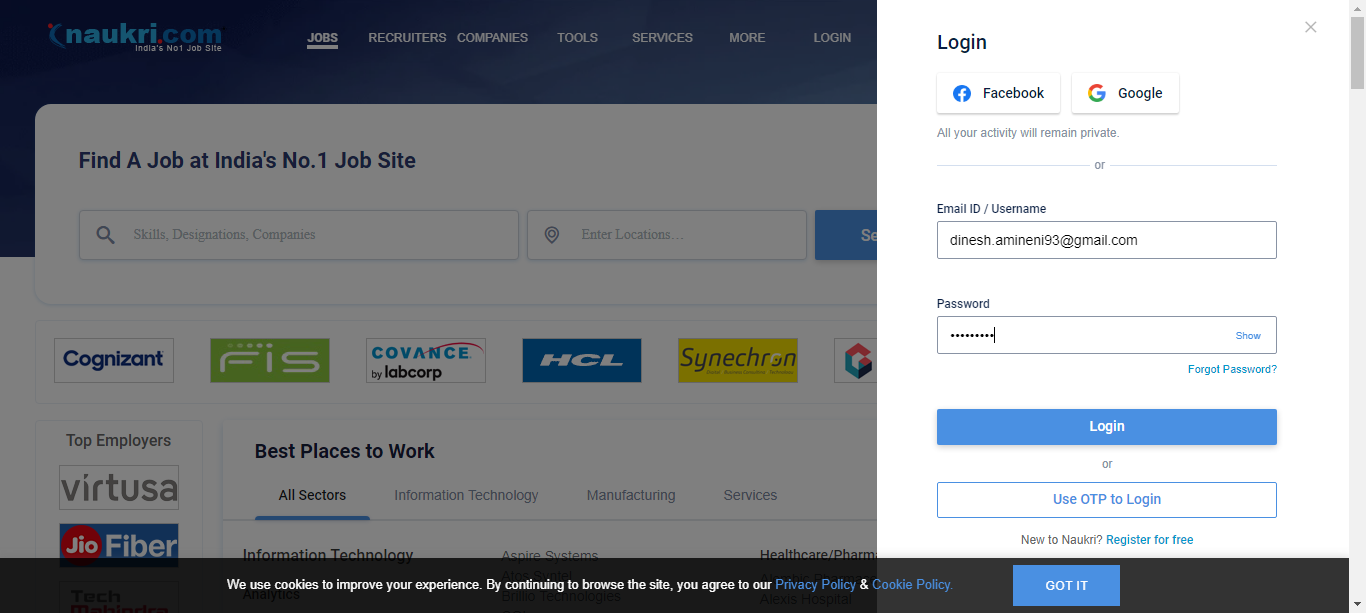 naukri.com
India's No1 Job Site
JOBS RECRUITERS COMPANIES TOOLS SERVICES MORE LOGIN
Find A Job at India's No.1 Job Site
Skills, Designations, Companies
Enter Locations...
Se
Cognizant
FIS
COVANCE
by labcorp
HCL
Synechron
Top Employers
virtusa
Jio Fiber
Tech
Mahindra
Best Places to Work
All Sectors Information Technology Manufacturing Services
Information Technology
Analytics
Aspire Systems
Brillio Technologies
Healthcare/Pharma
Alexis Hospital
Login
Facebook
Google
All your activity will remain private.
or
Email ID / Username
dinesh.amineni93@gmail.com
Password
•••••••••
Show
Forgot Password?
Login
or
Use OTP to Login
New to Naukri? Register for free
We use cookies to improve your experience. By continuing to browse the site, you agree to our Privacy Policy & Cookie Policy.
GOT IT